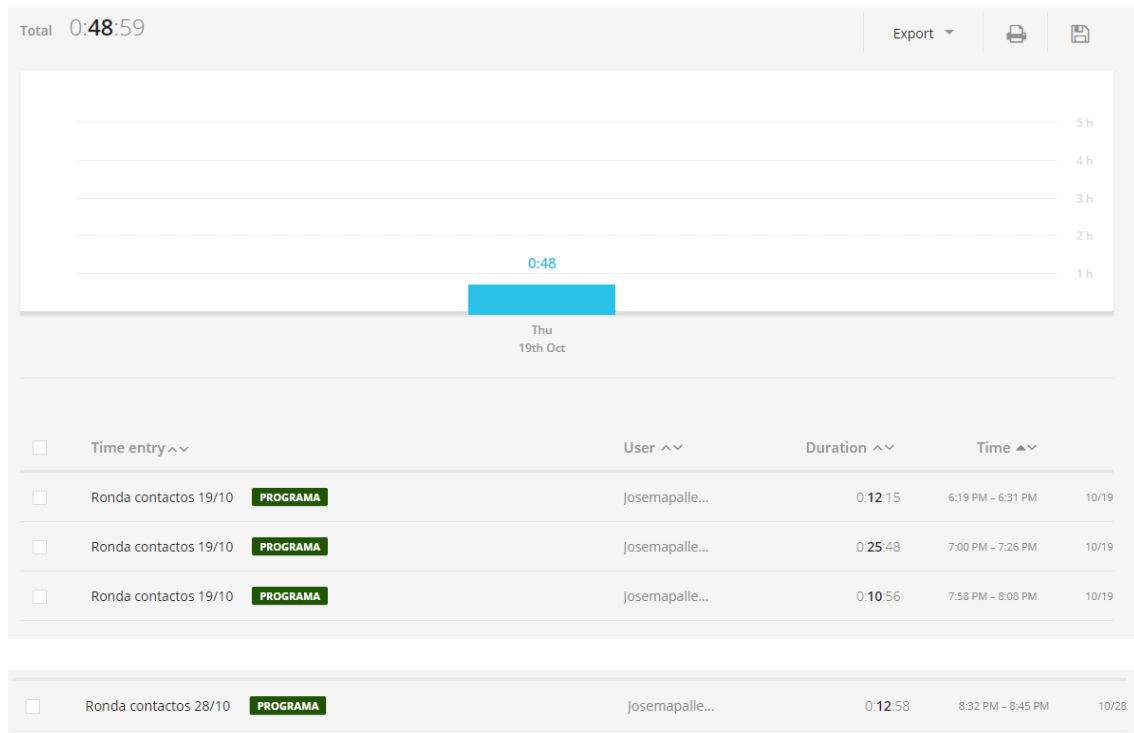 Total 0:48:59 Export
5 h
4 h
3 h
2 h
0:48
1 h
Thu
19th Oct
Time entry User Duration Time
Ronda contactos 19/10 PROGRAMA Josemapalle... 0:12:15 6:19 PM – 6:31 PM 10/19
Ronda contactos 19/10 PROGRAMA Josemapalle... 0:25:48 7:00 PM – 7:26 PM 10/19
Ronda contactos 19/10 PROGRAMA Josemapalle... 0:10:56 7:58 PM – 8:08 PM 10/19
Ronda contactos 28/10 PROGRAMA Josemapalle... 0:12:58 8:32 PM – 8:45 PM 10/28